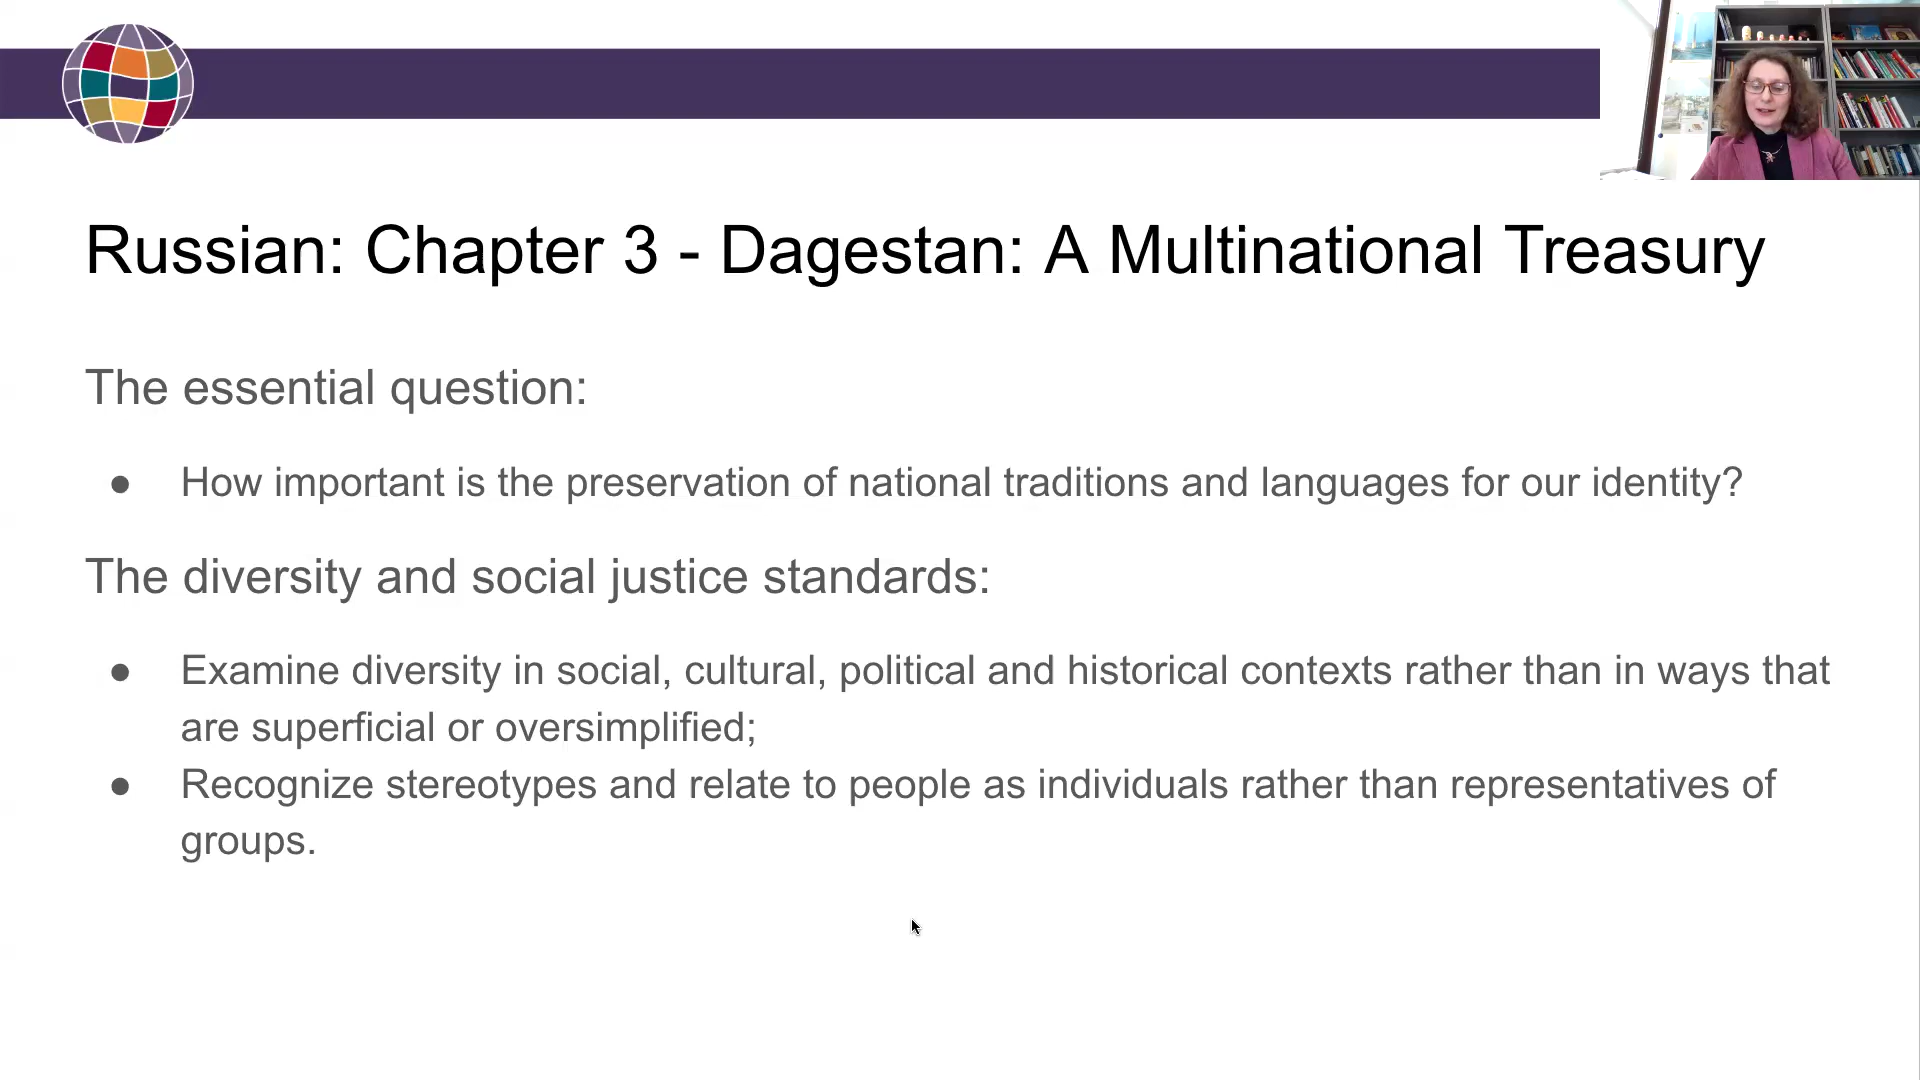 Russian: Chapter 3 - Dagestan: A Multinational Treasury
The essential question:
● How important is the preservation of national traditions and languages for our identity?
The diversity and social justice standards:
● Examine diversity in social, cultural, political and historical contexts rather than in ways that
are superficial or oversimplified;
● Recognize stereotypes and relate to people as individuals rather than representatives of
groups.